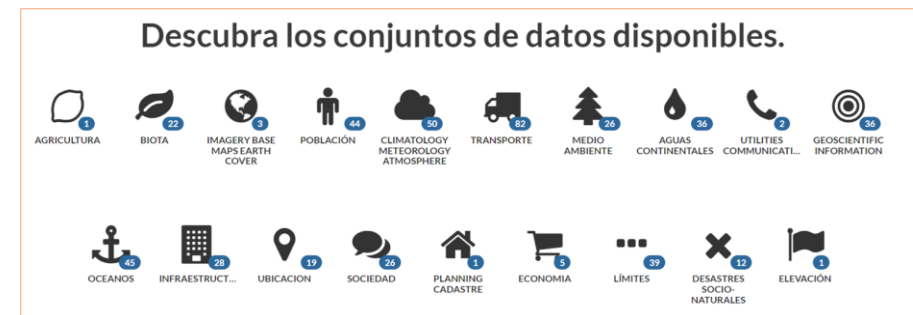 Descubra los conjuntos de datos disponibles.
1 22 3 44 50 82 26 36 2 36
AGRICULTURA BIOTA IMAGERY BASE POBLACIÓN CLIMATOLOGY TRANSPORTE MEDIO AGUAS UTILITIES GEOSCIENTIFIC
MAPS EARTH METEOROLOGY AMBIENTE CONTINENTALES COMMUNICATI... INFORMATION
COVER ATMOSPHERE
45 28 19 26 1 5 39 12 1
OCEANOS INFRAESTRUCT... UBICACION SOCIEDAD PLANNING ECONOMIA LÍMITES DESASTRES ELEVACIÓN
CADASTRE SOCIO-
NATURALES